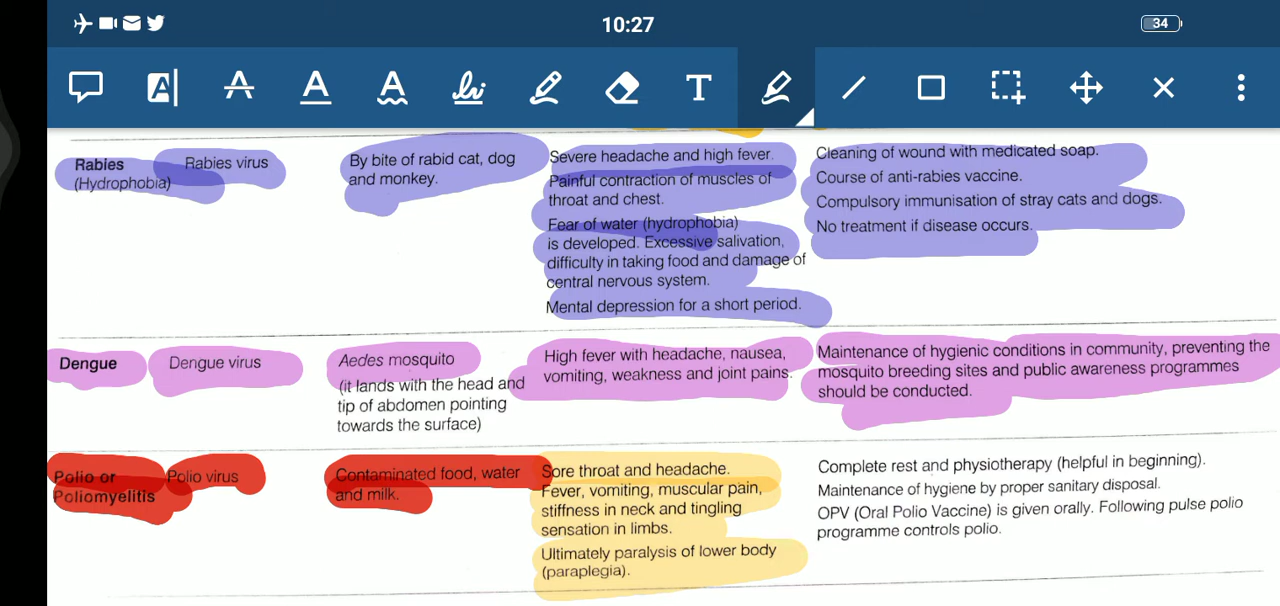 10:27
34
A
A
A
A
T
Rabies
(Hydrophobia)
Rabies virus
By bite of rabid cat, dog
and monkey.
Severe headache and high fever.
Painful contraction of muscles of
throat and chest.
Fear of water (hydrophobia)
is developed. Excessive salivation,
difficulty in taking food and damage of
central nervous system.
Mental depression for a short period.
Cleaning of wound with medicated soap.
Course of anti-rabies vaccine.
Compulsory immunisation of stray cats and dogs.
No treatment if disease occurs.
Dengue
Dengue virus
Aedes mosquito
(it lands with the head and
tip of abdomen pointing
towards the surface)
High fever with headache, nausea,
vomiting, weakness and joint pains.
Maintenance of hygienic conditions in community, preventing the
mosquito breeding sites and public awareness programmes
should be conducted.
Polio or
Poliomyelitis
Polio virus
Contaminated food, water
and milk.
Sore throat and headache.
Fever, vomiting, muscular pain,
stiffness in neck and tingling
sensation in limbs.
Ultimately paralysis of lower body
(paraplegia).
Complete rest and physiotherapy (helpful in beginning).
Maintenance of hygiene by proper sanitary disposal.
OPV (Oral Polio Vaccine) is given orally. Following pulse polio
programme controls polio.